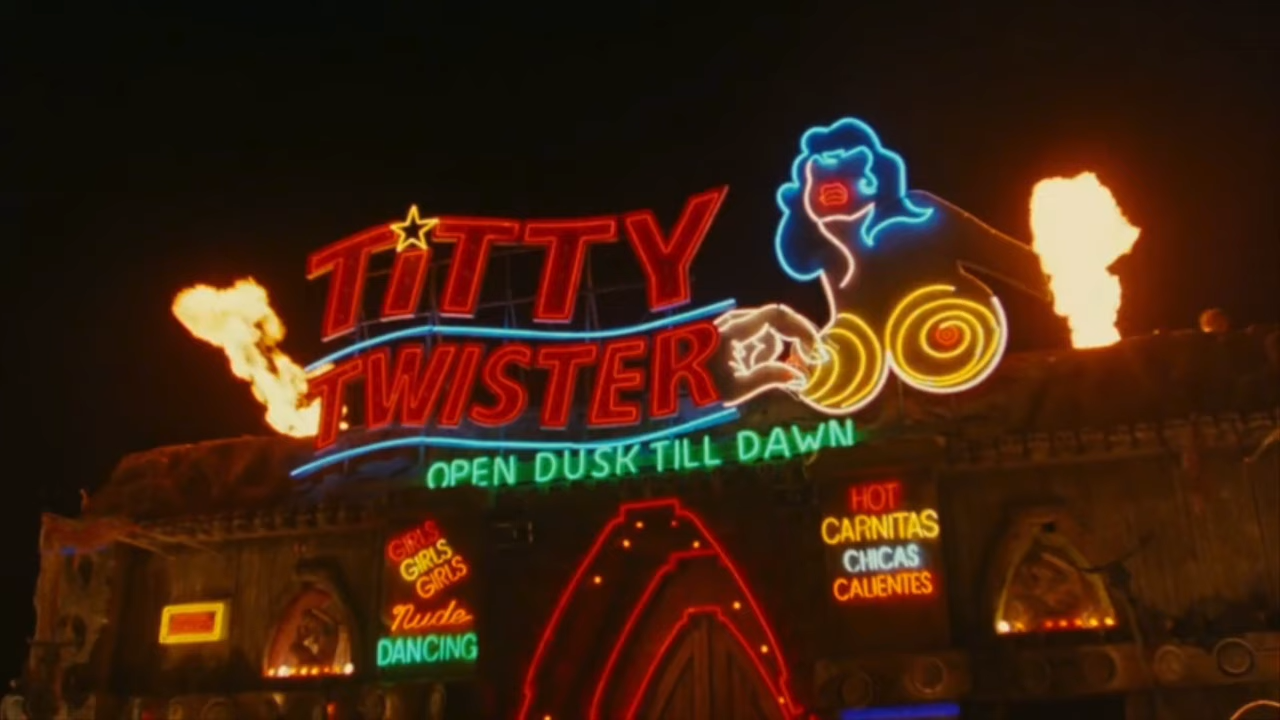 TiTTY
TWISTER
OPEN DUSK TILL DAWN
GIRLS
GIRLS
GIRLS
Nude
DANCING
HOT
CARNITAS
CHICAS
CALIENTES